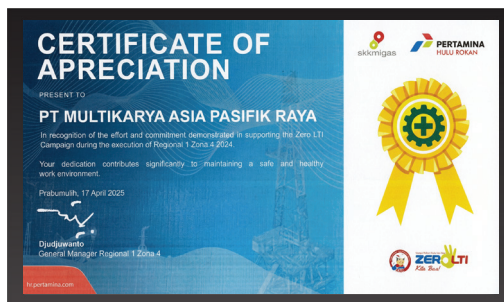 CERTIFICATE OF
APRECIATION
PRESENT TO
PT MULTIKARYA ASIA PASIFIK RAYA
In recognition of the effort and commitment demonstrated in supporting the Zero LTI
Campaign during the execution of Regional 1 Zona 4 2024.
Your dedication contributes significantly to maintaining a safe and healthy
work environment.
Prabumulih, 17 April 2025
Djudjuwanto
General Manager Regional 1 Zona 4
hr.pertamina.com
skkmigas
PERTAMINA
HULU ROKAN
ZERO LTI
Kita Bisa!